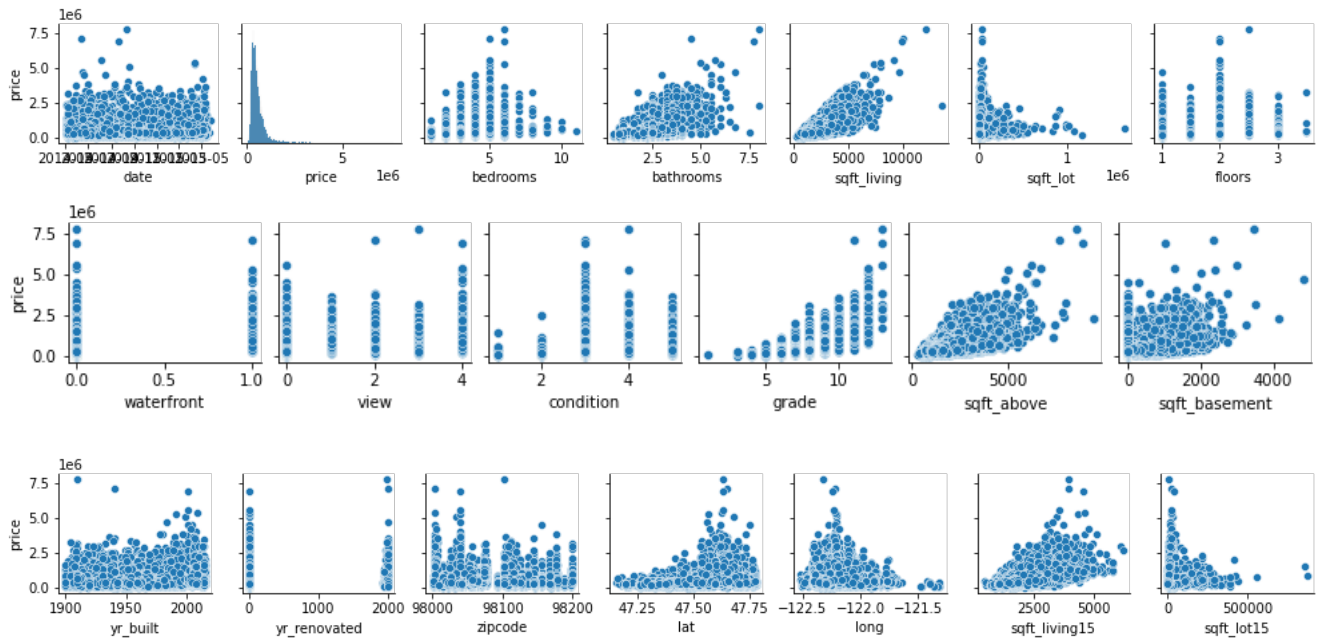 1e6
price
7.5
5.0
2.5
0.0
date
0 5
1e6
price
5 10
bedrooms
2.5 5.0 7.5
bathrooms
0 5000 10000
sqft_living
0 1
1e6
sqft_lot
1 2 3
floors
1e6
price
7.5
5.0
2.5
0.0
0.0 0.5 1.0
waterfront
0 2 4
view
2 4
condition
5 10
grade
0 5000
sqft_above
0 2000 4000
sqft_basement
1e6
price
7.5
5.0
2.5
0.0
1900 1950 2000
yr_built
0 1000 2000
yr_renovated
98000 98100 98200
zipcode
47.25 47.50 47.75
lat
−122.5 −122.0 −121.5
long
2500 5000
sqft_living15
0 500000
sqft_lot15